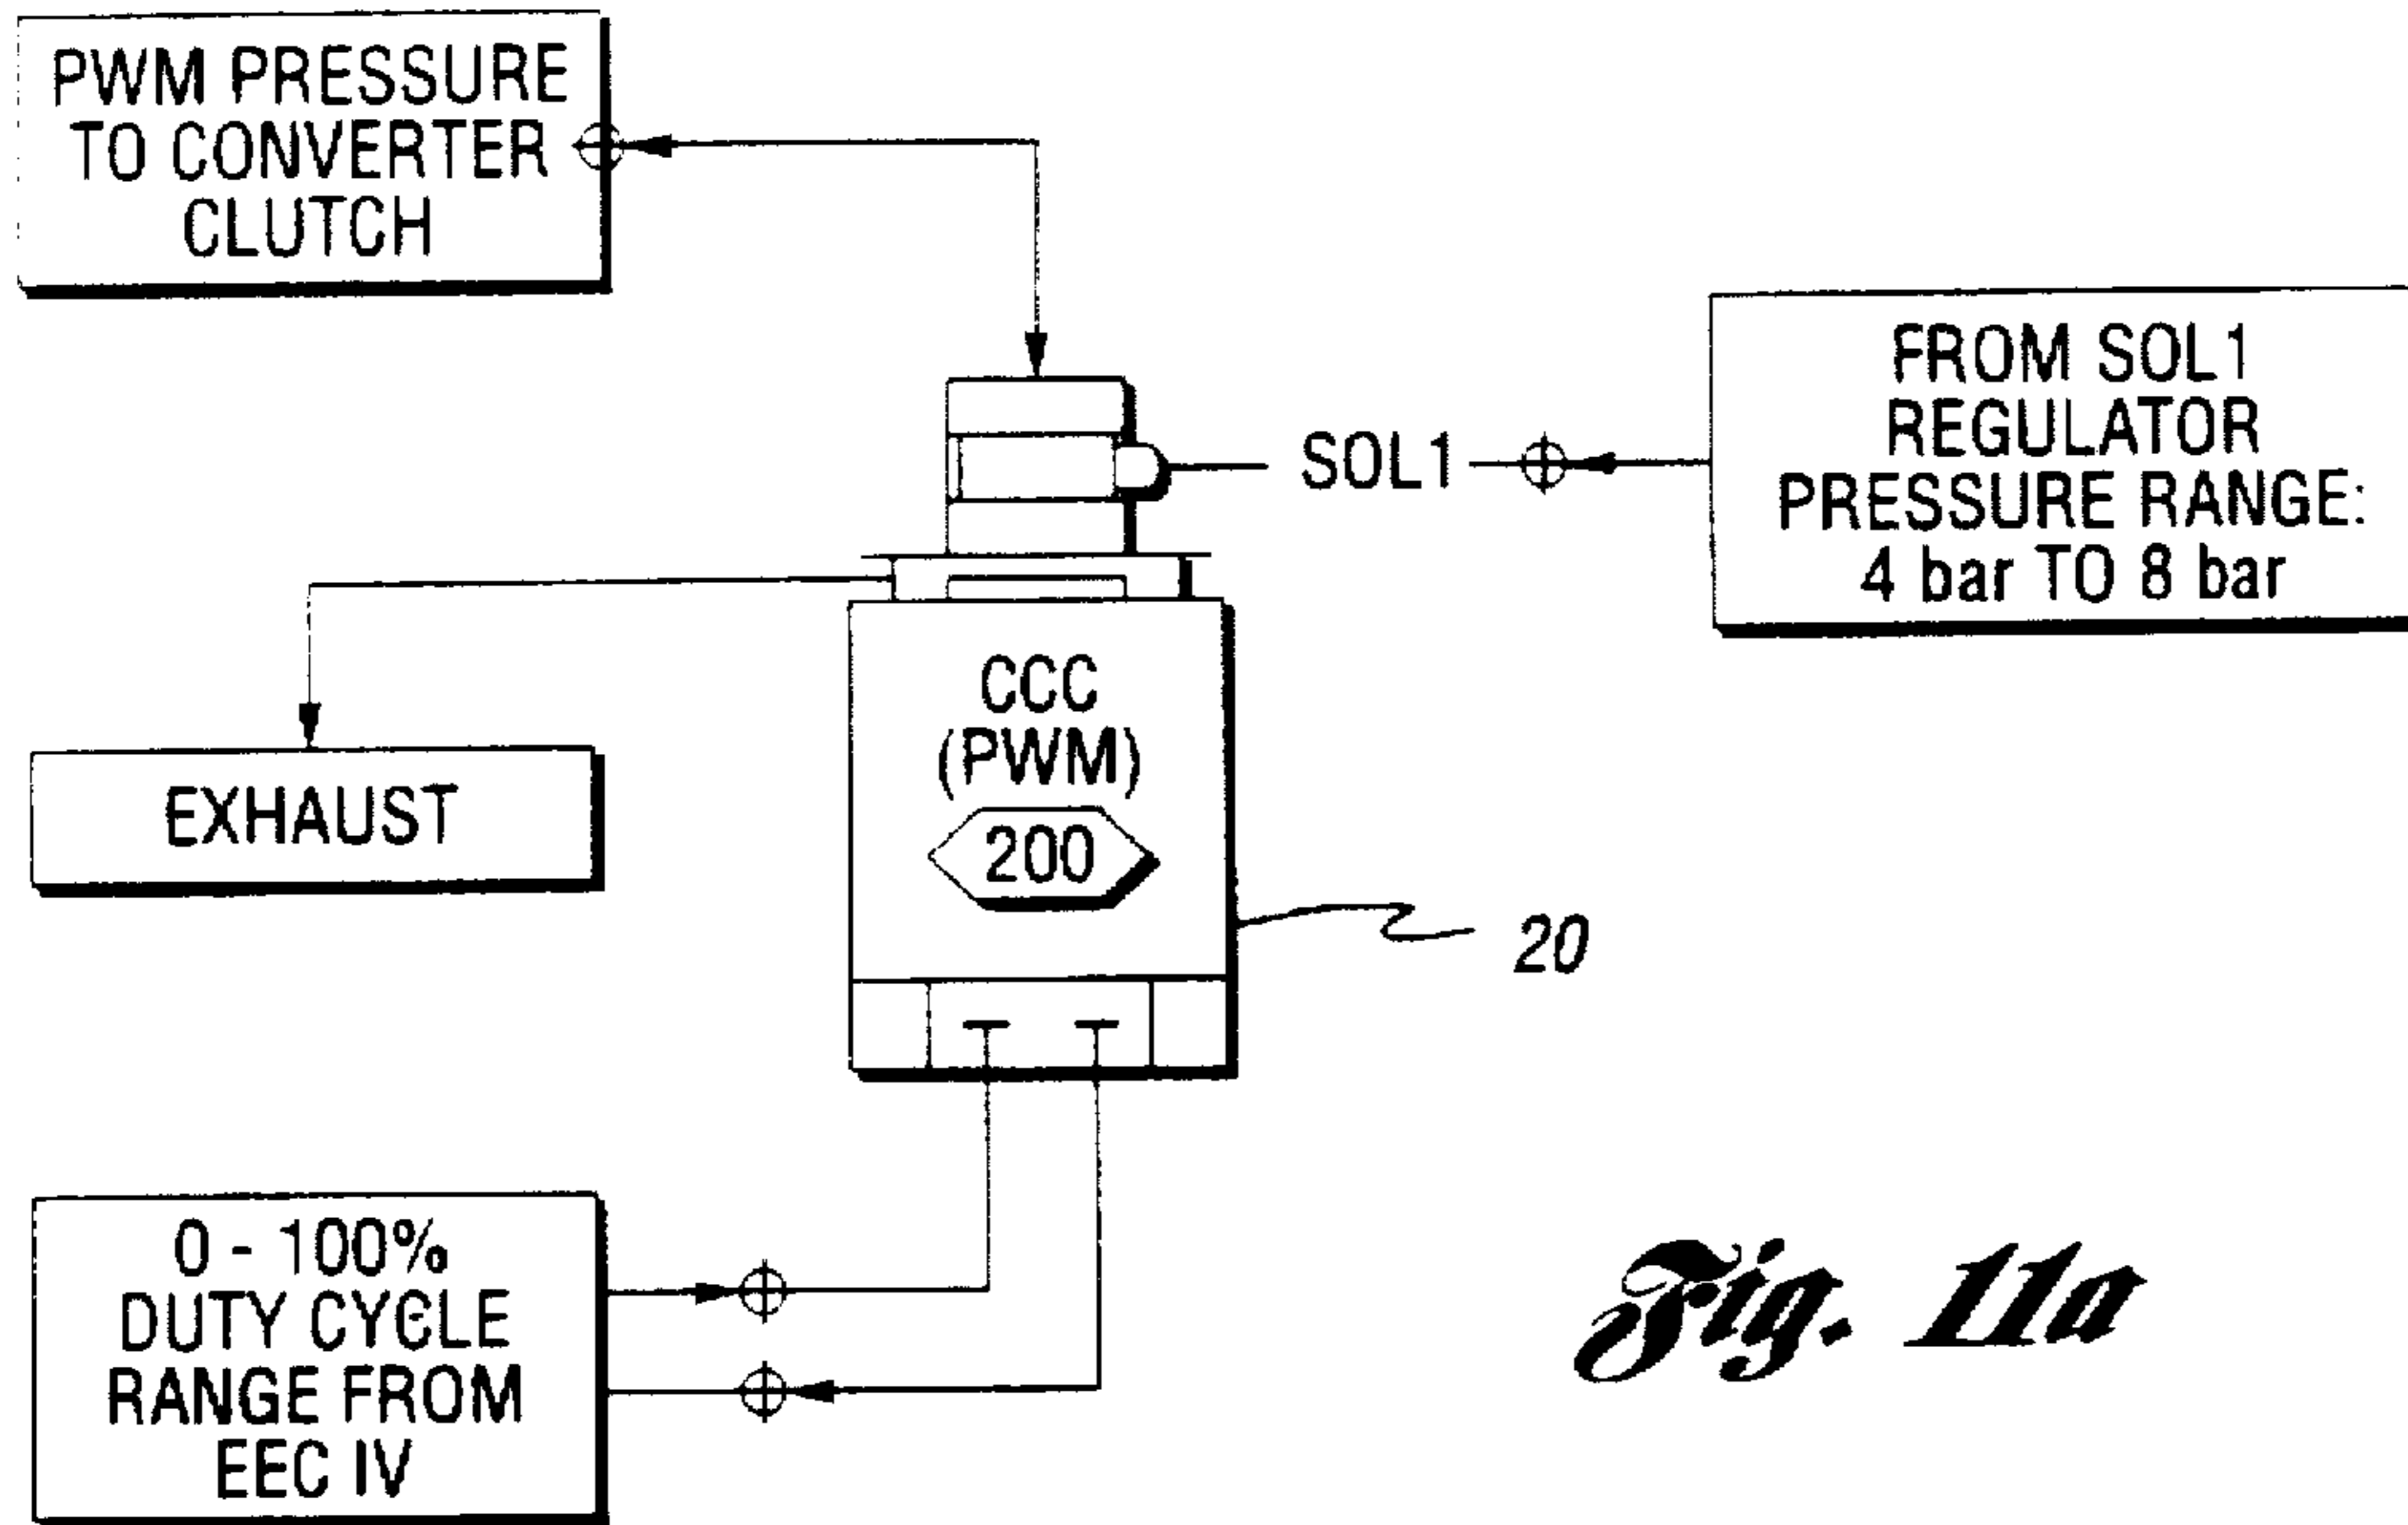 PWM PRESSURE
TO CONVERTER
CLUTCH
FROM SOL1
REGULATOR
PRESSURE RANGE:
4 bar TO 8 bar
SOL1
EXHAUST
CCC
(PWM)
200
20
0 - 100%
DUTY CYCLE
RANGE FROM
EEC IV
Fig. 11a